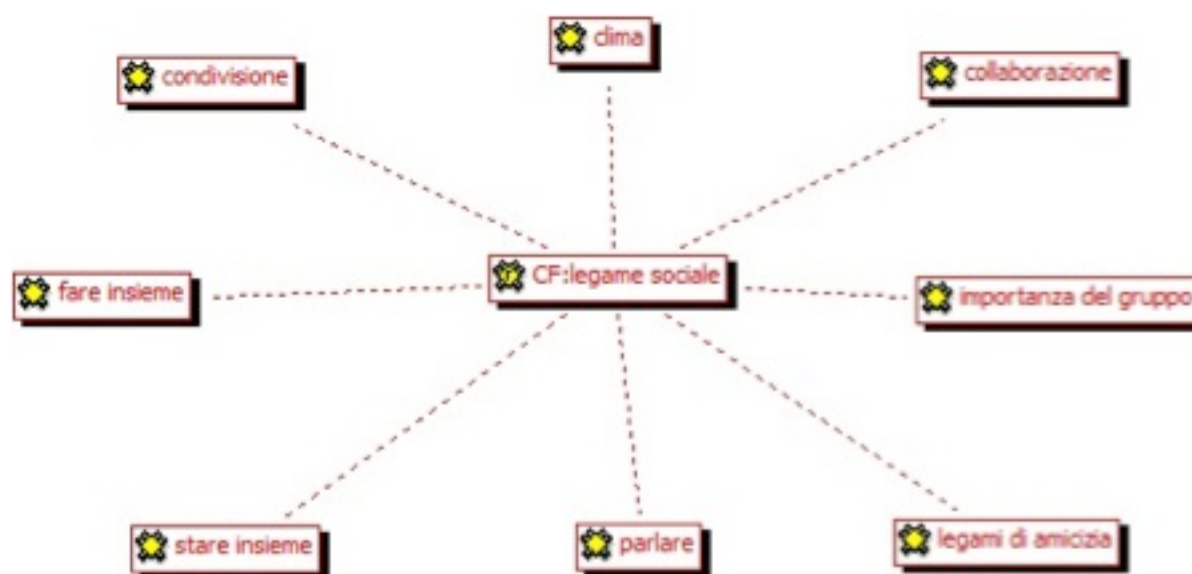 clima
condivisione
collaborazione
CF:legame sociale
fare insieme
importanza del gruppo
stare insieme
parlare
legami di amicizia